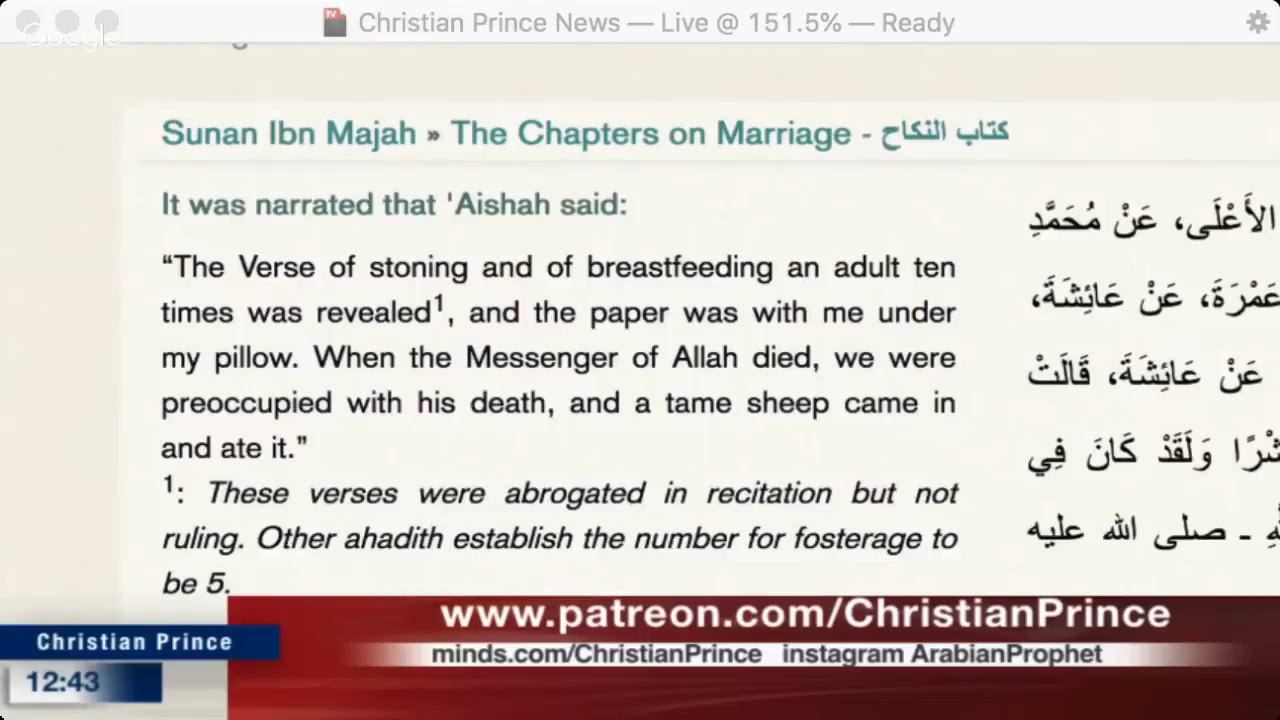 Christian Prince News — Live @ 151.5% — Ready
Google
Sunan Ibn Majah » The Chapters on Marriage - كتاب النكاح
It was narrated that 'Aishah said:
“The Verse of stoning and of breastfeeding an adult ten
times was revealed¹, and the paper was with me under
my pillow. When the Messenger of Allah died, we were
preoccupied with his death, and a tame sheep came in
and ate it.”
¹: These verses were abrogated in recitation but not
ruling. Other ahadith establish the number for fosterage to
be 5.
الأَعْلَى، عَنْ مُحَمَّدِ
عَمْرَةَ، عَنْ عَائِشَةَ،
عَنْ عَائِشَةَ، قَالَتْ
وَلَقَدْ كَانَ فِي
ـ صلى الله عليه
www.patreon.com/ChristianPrince
minds.com/ChristianPrince instagram ArabianProphet
Christian Prince
12:43